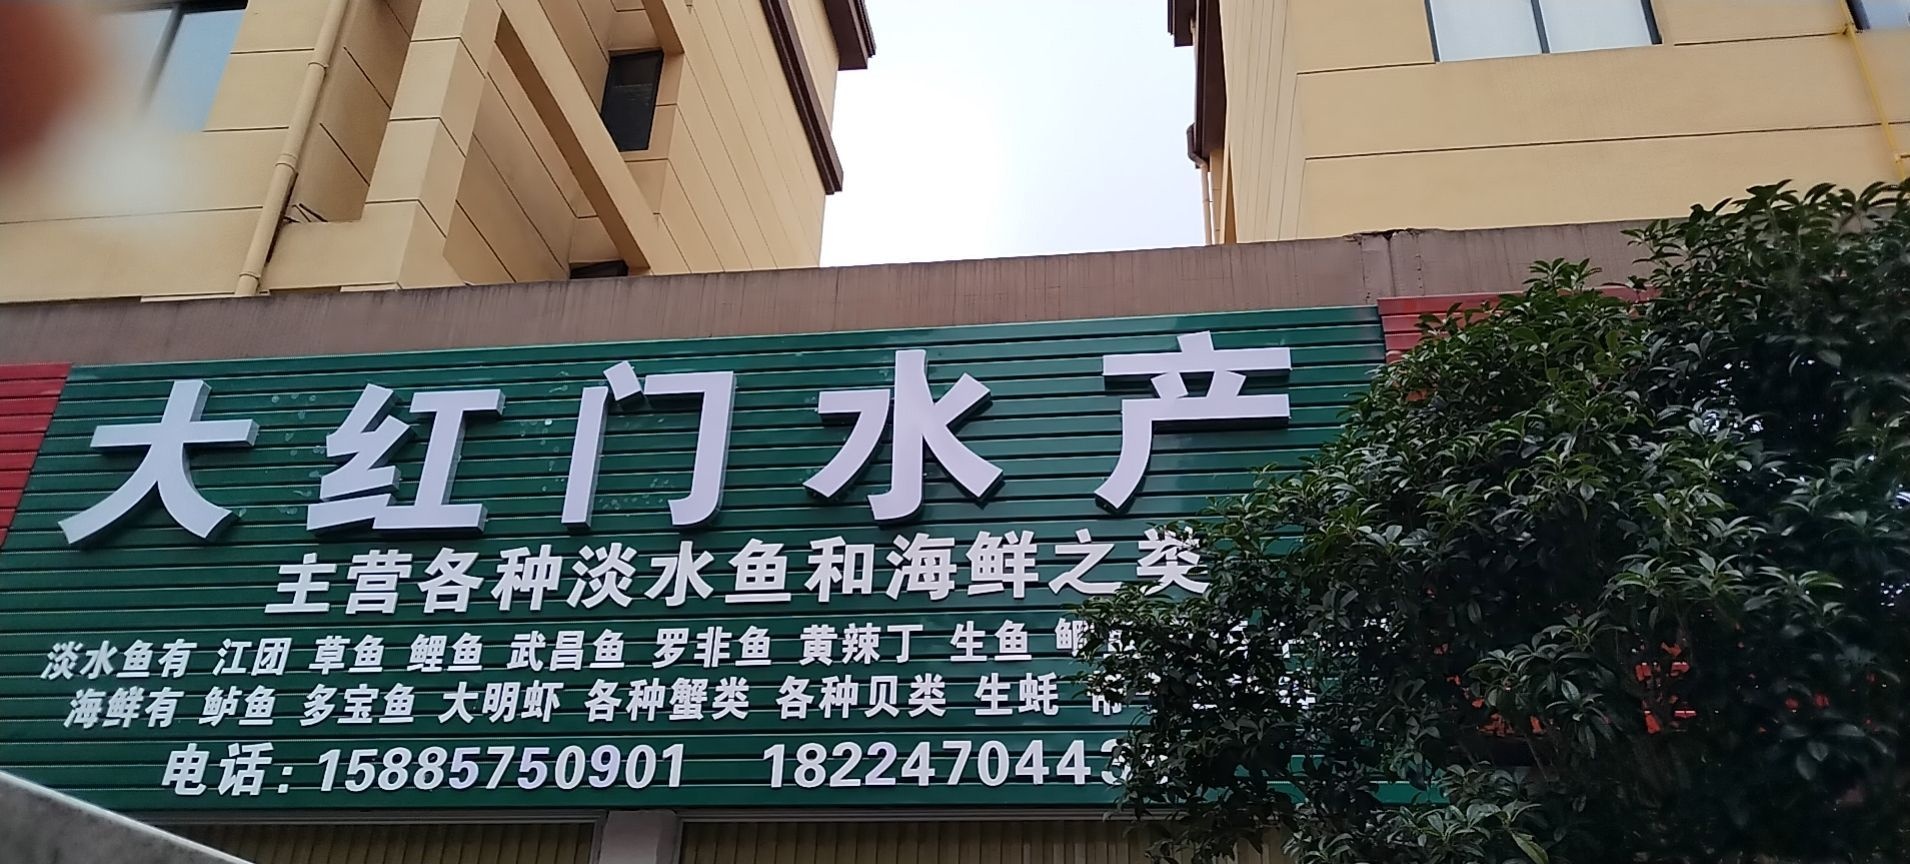 大红门水产
主营各种淡水鱼和海鲜之类
淡水鱼有 江团 草鱼 鲤鱼 武昌鱼 罗非鱼 黄辣丁 生鱼
海鲜有 鲈鱼 多宝鱼 大明虾 各种蟹类 各种贝类 生蚝
电话：15885750901 1822470443